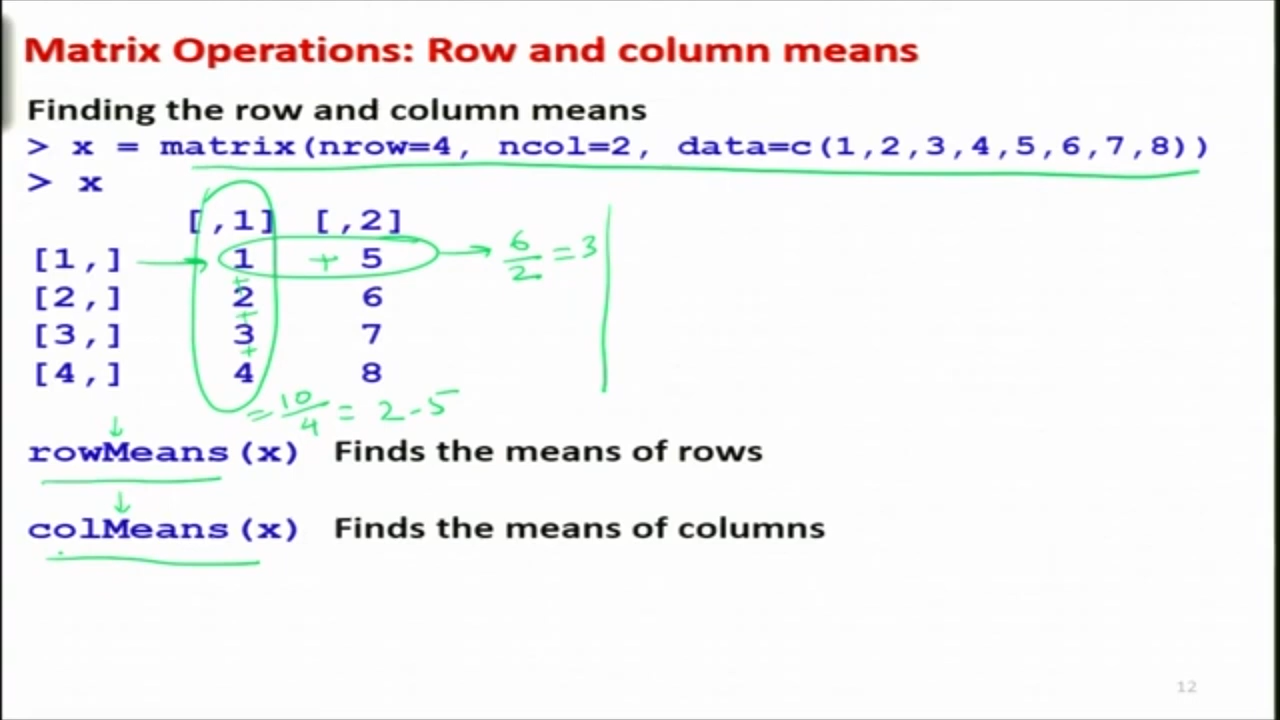 Matrix Operations: Row and column means
Finding the row and column means
> x = matrix(nrow=4, ncol=2, data=c(1,2,3,4,5,6,7,8))
> x
[,1] [,2]
[1,] 1 + 5 6/2 = 3
+
[2,] 2 6
+
[3,] 3 7
+
[4,] 4 8
= 10/4 = 2.5
rowMeans(x) Finds the means of rows
colMeans(x) Finds the means of columns
12